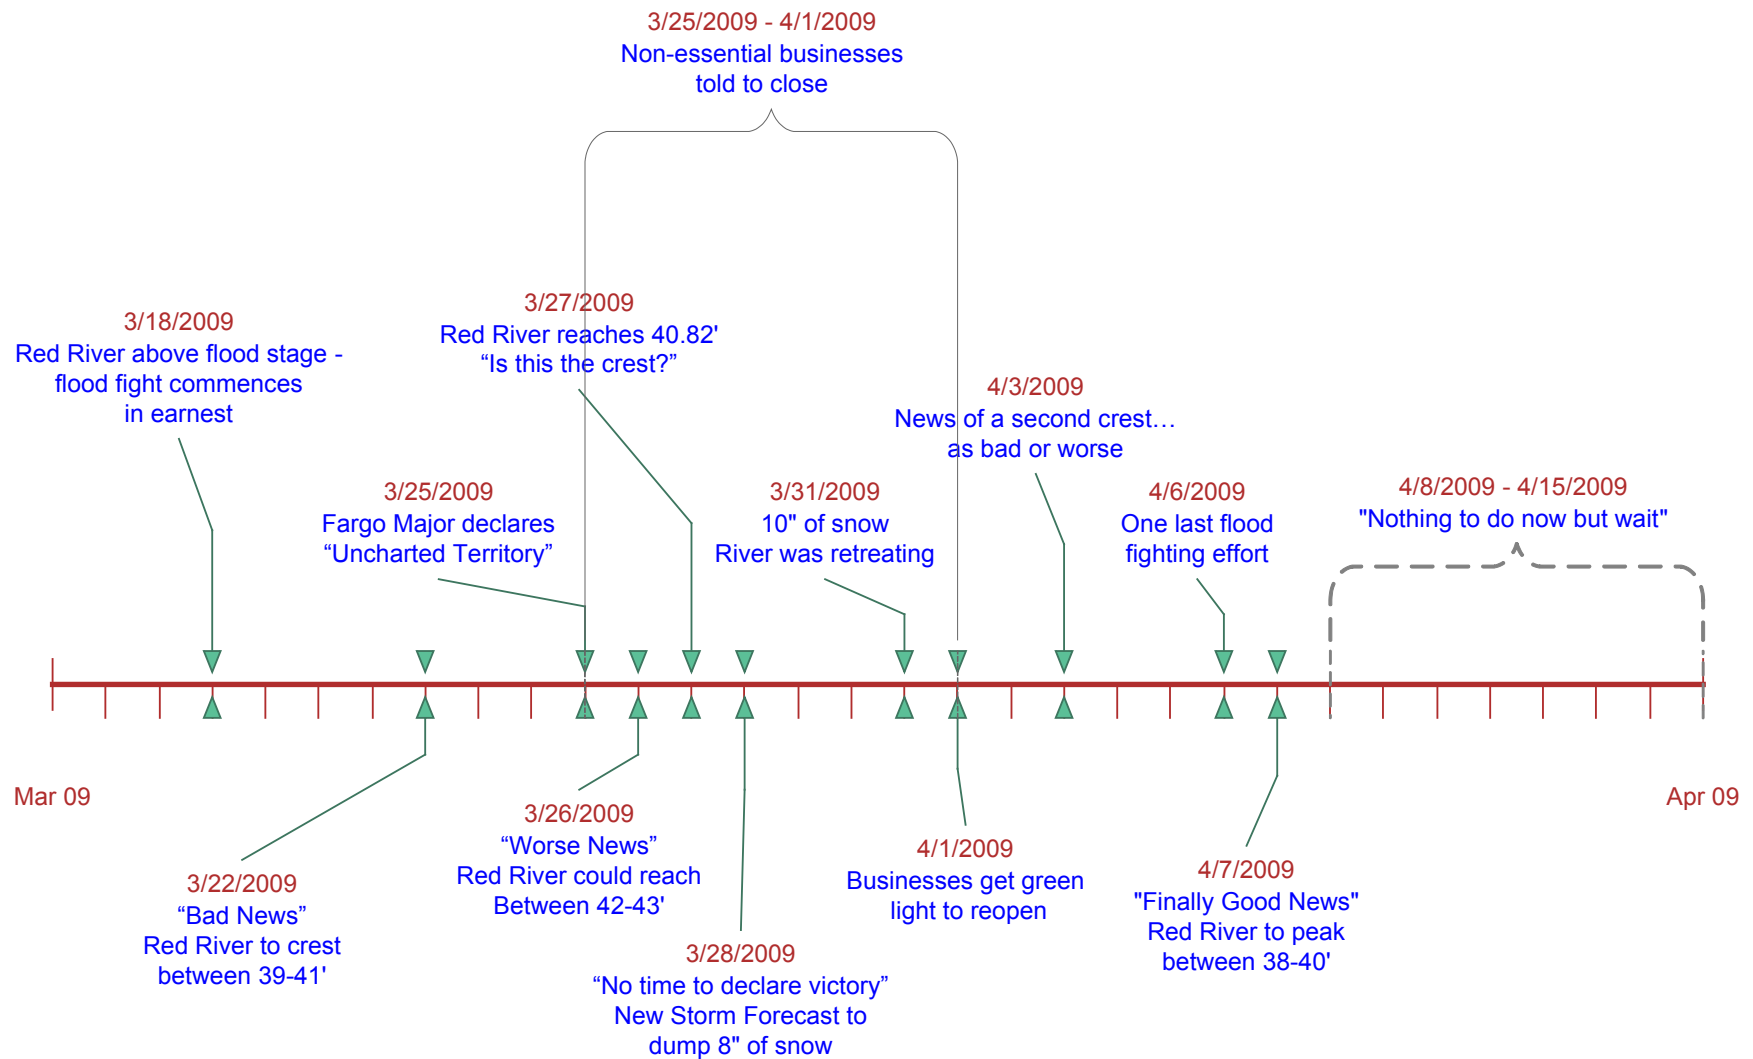 3/25/2009 - 4/1/2009
Non-essential businesses
told to close
3/18/2009
Red River above flood stage -
flood fight commences
in earnest
3/27/2009
Red River reaches 40.82'
“Is this the crest?”
3/25/2009
Fargo Major declares
“Uncharted Territory”
3/31/2009
10" of snow
River was retreating
4/3/2009
News of a second crest…
as bad or worse
4/6/2009
One last flood
fighting effort
4/8/2009 - 4/15/2009
"Nothing to do now but wait"
Mar 09
Apr 09
3/22/2009
“Bad News”
Red River to crest
between 39-41'
3/26/2009
“Worse News”
Red River could reach
Between 42-43'
3/28/2009
“No time to declare victory”
New Storm Forecast to
dump 8" of snow
4/1/2009
Businesses get green
light to reopen
4/7/2009
"Finally Good News"
Red River to peak
between 38-40'